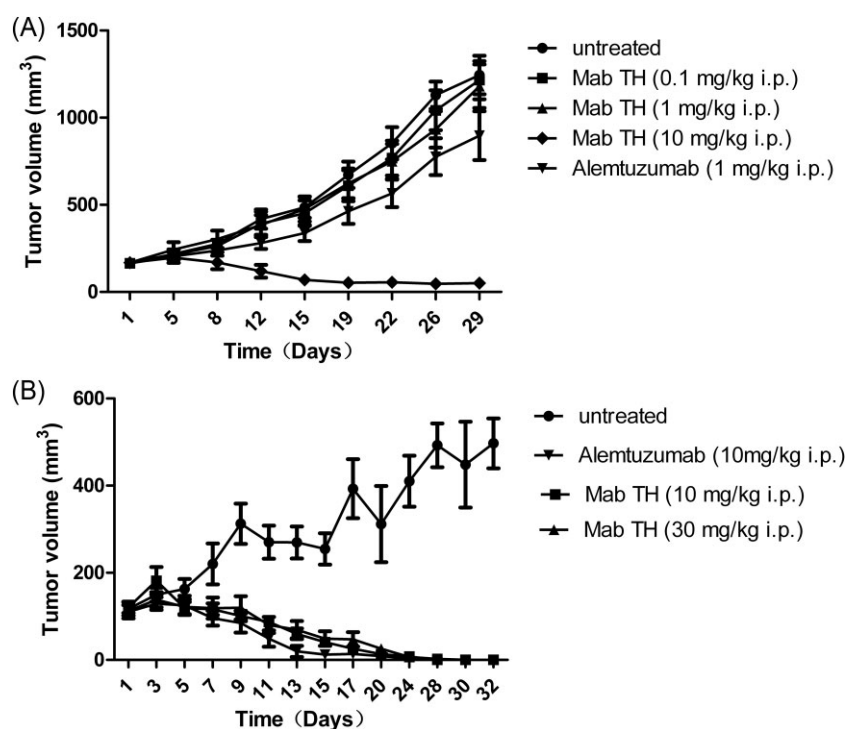 (A)
Tumor volume (mm³)
1500
1000
500
0
1 5 8 12 15 19 22 26 29
Time（Days）
untreated
Mab TH (0.1 mg/kg i.p.)
Mab TH (1 mg/kg i.p.)
Mab TH (10 mg/kg i.p.)
Alemtuzumab (1 mg/kg i.p.)
(B)
Tumor volume (mm³)
600
400
200
0
1 3 5 7 9 11 13 15 17 20 24 28 30 32
Time（Days）
untreated
Alemtuzumab (10mg/kg i.p.)
Mab TH (10 mg/kg i.p.)
Mab TH (30 mg/kg i.p.)